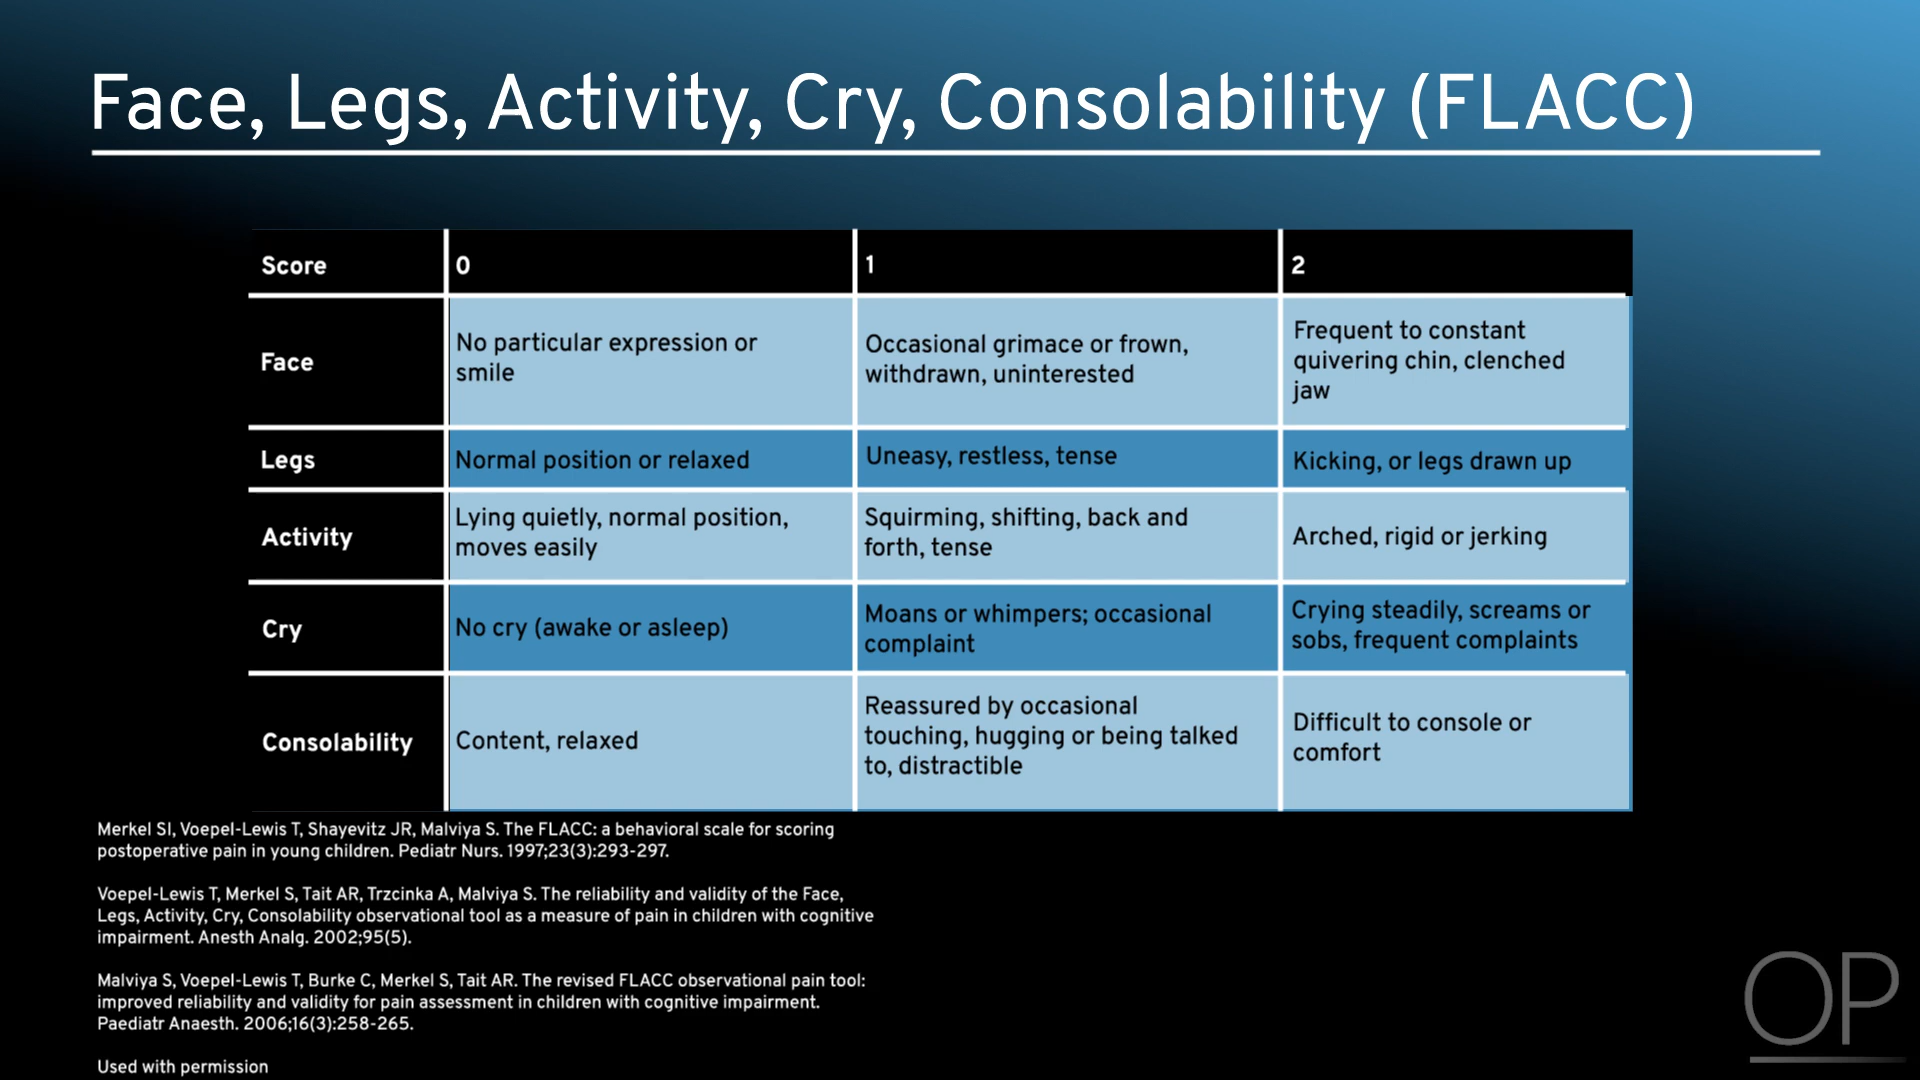 Face, Legs, Activity, Cry, Consolability (FLACC)
Score
0
1
2
Face
No particular expression or
smile
Occasional grimace or frown,
withdrawn, uninterested
Frequent to constant
quivering chin, clenched
jaw
Legs
Normal position or relaxed
Uneasy, restless, tense
Kicking, or legs drawn up
Activity
Lying quietly, normal position,
moves easily
Squirming, shifting, back and
forth, tense
Arched, rigid or jerking
Cry
No cry (awake or asleep)
Moans or whimpers; occasional
complaint
Crying steadily, screams or
sobs, frequent complaints
Consolability
Content, relaxed
Reassured by occasional
touching, hugging or being talked
to, distractible
Difficult to console or
comfort
Merkel SI, Voepel-Lewis T, Shayevitz JR, Malviya S. The FLACC: a behavioral scale for scoring
postoperative pain in young children. Pediatr Nurs. 1997;23(3):293-297.
Voepel-Lewis T, Merkel S, Tait AR, Trzcinka A, Malviya S. The reliability and validity of the Face,
Legs, Activity, Cry, Consolability observational tool as a measure of pain in children with cognitive
impairment. Anesth Analg. 2002;95(5).
Malviya S, Voepel-Lewis T, Burke C, Merkel S, Tait AR. The revised FLACC observational pain tool:
improved reliability and validity for pain assessment in children with cognitive impairment.
Paediatr Anaesth. 2006;16(3):258-265.
Used with permission
OP